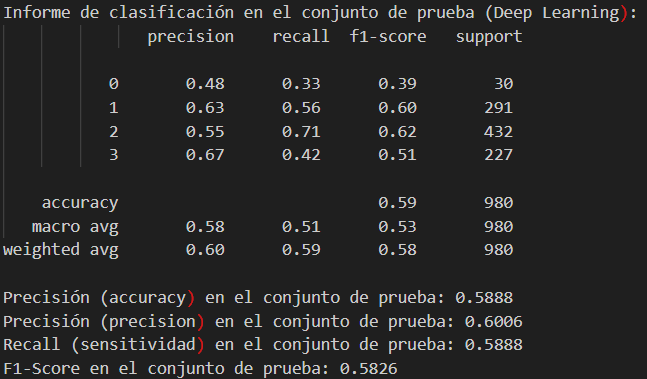 Informe de clasificación en el conjunto de prueba (Deep Learning):
precision recall f1-score support
0 0.48 0.33 0.39 30
1 0.63 0.56 0.60 291
2 0.55 0.71 0.62 432
3 0.67 0.42 0.51 227
accuracy 0.59 980
macro avg 0.58 0.51 0.53 980
weighted avg 0.60 0.59 0.58 980
Precisión (accuracy) en el conjunto de prueba: 0.5888
Precisión (precision) en el conjunto de prueba: 0.6006
Recall (sensitividad) en el conjunto de prueba: 0.5888
F1-Score en el conjunto de prueba: 0.5826